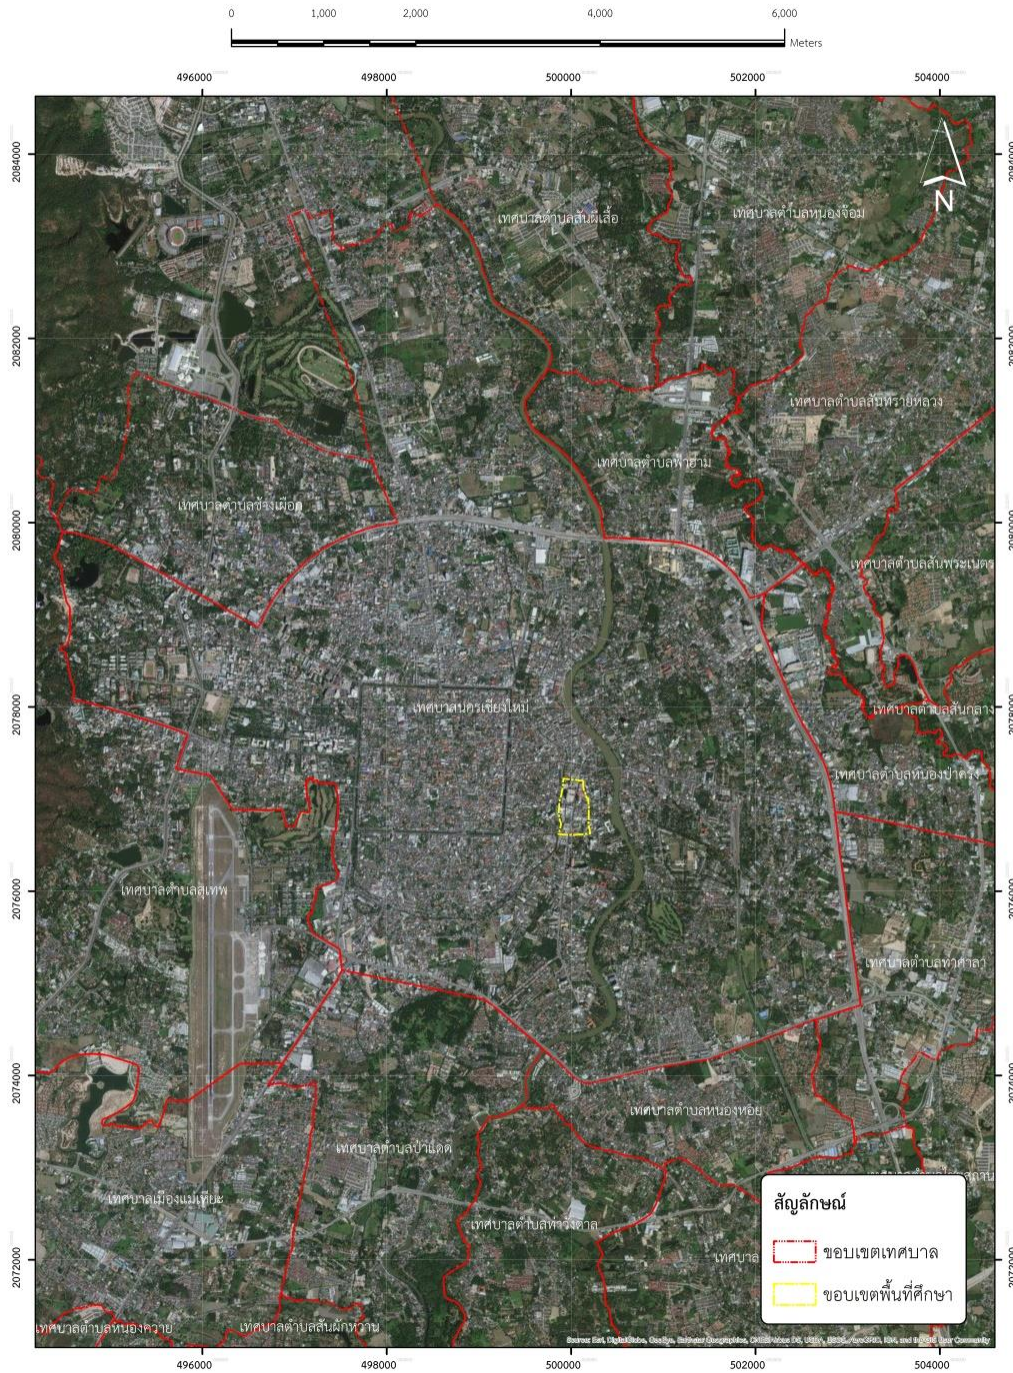 0 1,000 2,000 4,000 6,000
Meters
496000 498000 500000 502000 504000
2084000 2084000
N
เทศบาลตำบลสันผีเสื้อ
เทศบาลตำบลหนองจ๊อม
2082000 2082000
เทศบาลตำบลสันทรายหลวง
เทศบาลตำบลฟ้าฮ่าม
เทศบาลตำบลช้างเผือก
2080000 2080000
เทศบาลตำบลสันพระเนตร
2078000 2078000
เทศบาลนครเชียงใหม่
เทศบาลตำบลสันกลาง
เทศบาลตำบลหนองป่าครั่ง
2076000 2076000
เทศบาลตำบลสุเทพ
เทศบาลตำบลท่าศาลา
2074000 2074000
เทศบาลตำบลหนองหอย
เทศบาลตำบลป่าแดด
เทศบาลเมืองแม่เหียะ
เทศบาลตำบลท่าวังตาล
เทศบาล
2072000 2072000
สัญลักษณ์
ขอบเขตเทศบาล
ขอบเขตพื้นที่ศึกษา
เทศบาลตำบลหนองควาย
เทศบาลตำบลสันผักหวาน
496000 498000 500000 502000 504000